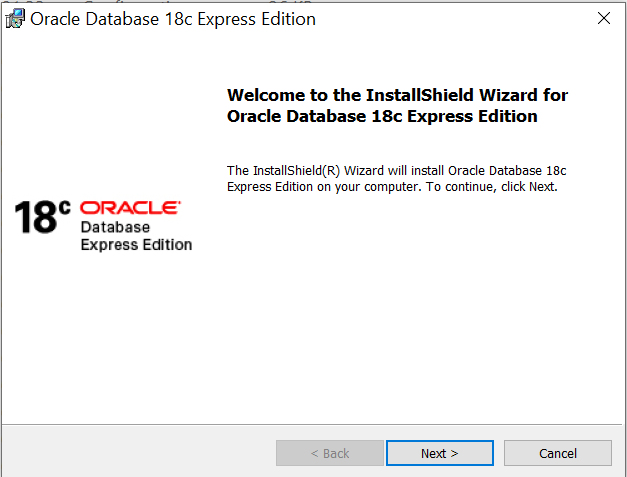 Oracle Database 18c Express Edition
Welcome to the InstallShield Wizard for
Oracle Database 18c Express Edition
The InstallShield(R) Wizard will install Oracle Database 18c
Express Edition on your computer. To continue, click Next.
18c ORACLE
Database
Express Edition
< Back
Next >
Cancel